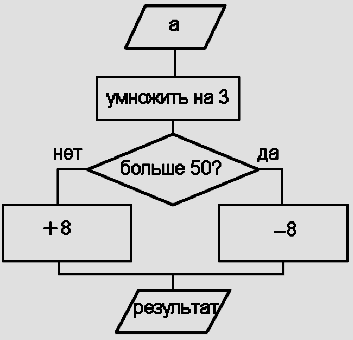 a
умножить на 3
нет
больше 50?
да
+8
–8
результат